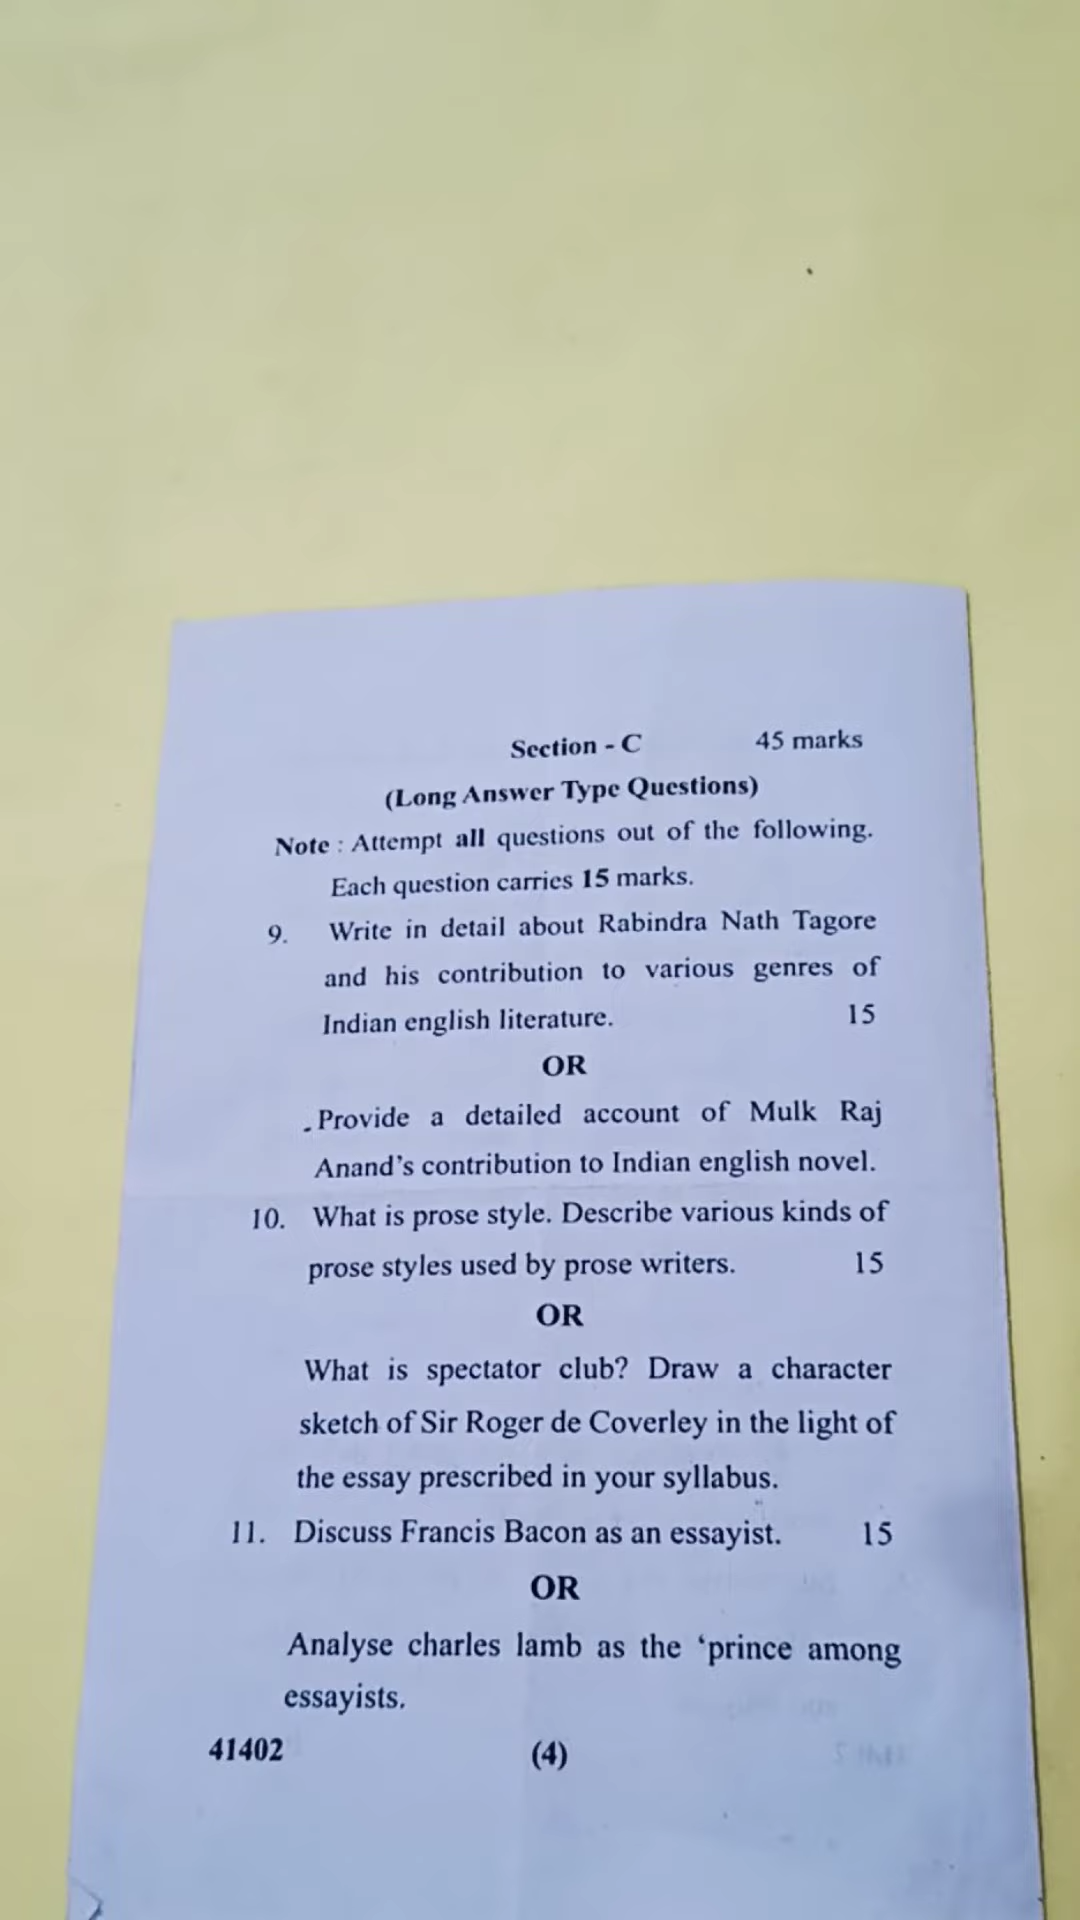 Section - C 45 marks
(Long Answer Type Questions)
Note : Attempt all questions out of the following.
Each question carries 15 marks.
9. Write in detail about Rabindra Nath Tagore
and his contribution to various genres of
Indian english literature. 15
OR
Provide a detailed account of Mulk Raj
Anand's contribution to Indian english novel.
10. What is prose style. Describe various kinds of
prose styles used by prose writers. 15
OR
What is spectator club? Draw a character
sketch of Sir Roger de Coverley in the light of
the essay prescribed in your syllabus.
11. Discuss Francis Bacon as an essayist. 15
OR
Analyse charles lamb as the 'prince among
essayists.
41402 (4)